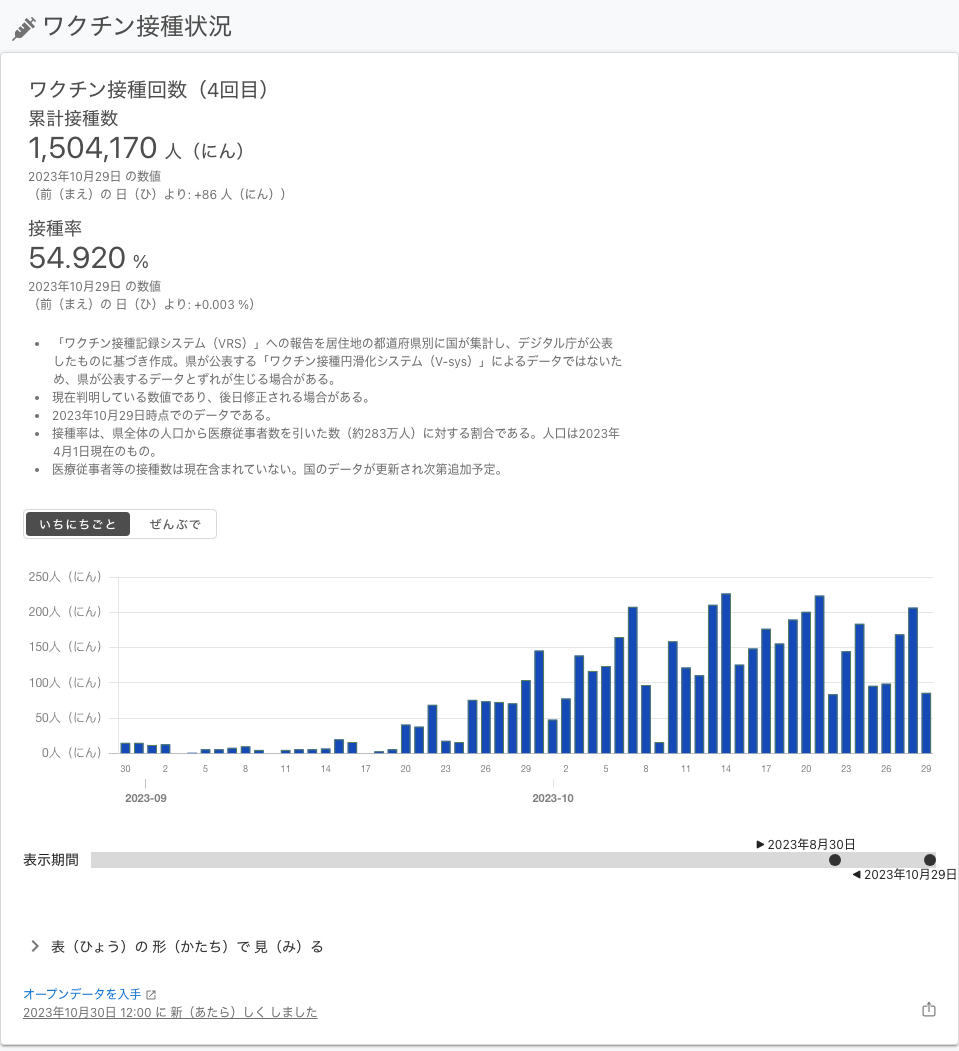 ワクチン接種状況
ワクチン接種回数（4回目）
累計接種数
1,504,170 人（にん）
2023年10月29日 の数値
（前（まえ）の 日（ひ）より: +86 人（にん））
接種率
54.920 %
2023年10月29日 の数値
（前（まえ）の 日（ひ）より: +0.003 %）
• 「ワクチン接種記録システム（VRS）」への報告を居住地の都道府県別に国が集計し、デジタル庁が公表
したものに基づき作成。県が公表する「ワクチン接種円滑化システム（V-sys）」によるデータではないた
め、県が公表するデータとずれが生じる場合がある。
• 現在判明している数値であり、後日修正される場合がある。
• 2023年10月29日時点でのデータである。
• 接種率は、県全体の人口から医療従事者数を引いた数（約283万人）に対する割合である。人口は2023年
4月1日現在のもの。
• 医療従事者等の接種数は現在含まれていない。国のデータが更新され次第追加予定。
いちにちごと ぜんぶで
250人（にん）
200人（にん）
150人（にん）
100人（にん）
50人（にん）
0人（にん）
30 2 5 8 11 14 17 20 23 26 29 2 5 8 11 14 17 20 23 26 29
2023-09 2023-10
▶ 2023年8月30日
表示期間
◀ 2023年10月29日
表（ひょう）の 形（かたち）で 見（み）る
オープンデータを入手
2023年10月30日 12:00 に 新（あたら）しく しました